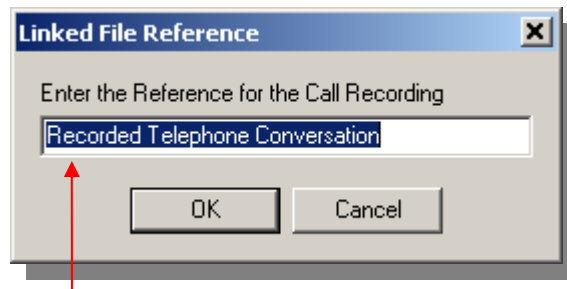 Linked File Reference
Enter the Reference for the Call Recording
Recorded Telephone Conversation
OK Cancel